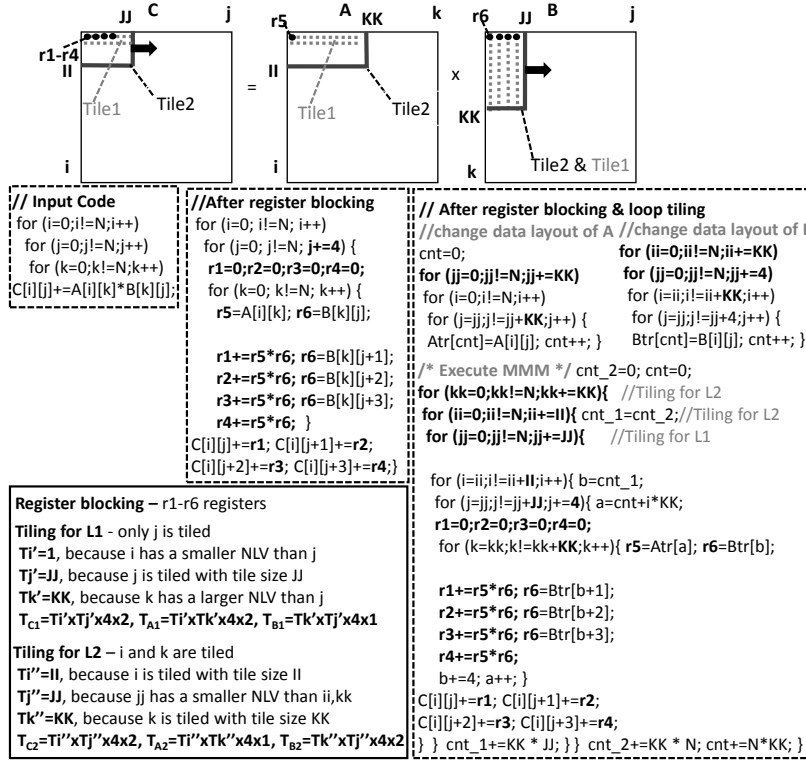 C
j
JJ
r1-r4
II
Tile1
Tile2
i
=
A
k
r5
KK
II
Tile1
Tile2
i
x
B
j
r6
JJ
KK
Tile2 & Tile1
k
// Input Code
for (i=0;i!=N;i++)
for (j=0;j!=N;j++)
for (k=0;k!=N;k++)
C[i][j]+=A[i][k]*B[k][j];
//After register blocking
for (i=0; i!=N; i++)
for (j=0; j!=N; j+=4) {
r1=0;r2=0;r3=0;r4=0;
for (k=0; k!=N; k++) {
r5=A[i][k]; r6=B[k][j];
r1+=r5*r6; r6=B[k][j+1];
r2+=r5*r6; r6=B[k][j+2];
r3+=r5*r6; r6=B[k][j+3];
r4+=r5*r6; }
C[i][j]+=r1; C[i][j+1]+=r2;
C[i][j+2]+=r3; C[i][j+3]+=r4;}
Register blocking – r1-r6 registers
Tiling for L1 - only j is tiled
Ti'=1, because i has a smaller NLV than j
Tj'=JJ, because j is tiled with tile size JJ
Tk'=KK, because k has a larger NLV than j
TC1=Ti'xTj'x4x2, TA1=Ti'xTk'x4x2, TB1=Tk'xTj'x4x1
Tiling for L2 – i and k are tiled
Ti''=II, because i is tiled with tile size II
Tj''=JJ, because jj has a smaller NLV than ii,kk
Tk''=KK, because k is tiled with tile size KK
TC2=Ti''xTj''x4x2, TA2=Ti''xTk''x4x1, TB2=Tk''xTj''x4x2
// After register blocking & loop tiling
//change data layout of A
cnt=0;
for (jj=0;jj!=N;jj+=KK)
for (i=0;i!=N;i++)
for (j=jj;j!=jj+KK;j++) {
Atr[cnt]=A[i][j]; cnt++; }
//change data layout of
for (ii=0;ii!=N;ii+=KK)
for (jj=0;jj!=N;jj+=4)
for (i=ii;i!=ii+KK;i++)
for (j=jj;j!=jj+4;j++) {
Btr[cnt]=B[i][j]; cnt++; }
/* Execute MMM */ cnt_2=0; cnt=0;
for (kk=0;kk!=N;kk+=KK){ //Tiling for L2
for (ii=0;ii!=N;ii+=II){ cnt_1=cnt_2;//Tiling for L2
for (jj=0;jj!=N;jj+=JJ){ //Tiling for L1
for (i=ii;i!=ii+II;i++){ b=cnt_1;
for (j=jj;j!=jj+JJ;j+=4){ a=cnt+i*KK;
r1=0;r2=0;r3=0;r4=0;
for (k=kk;k!=kk+KK;k++){ r5=Atr[a]; r6=Btr[b];
r1+=r5*r6; r6=Btr[b+1];
r2+=r5*r6; r6=Btr[b+2];
r3+=r5*r6; r6=Btr[b+3];
r4+=r5*r6;
b+=4; a++; }
C[i][j]+=r1; C[i][j+1]+=r2;
C[i][j+2]+=r3; C[i][j+3]+=r4;
} } cnt_1+=KK * JJ; } } cnt_2+=KK * N; cnt+=N*KK; }